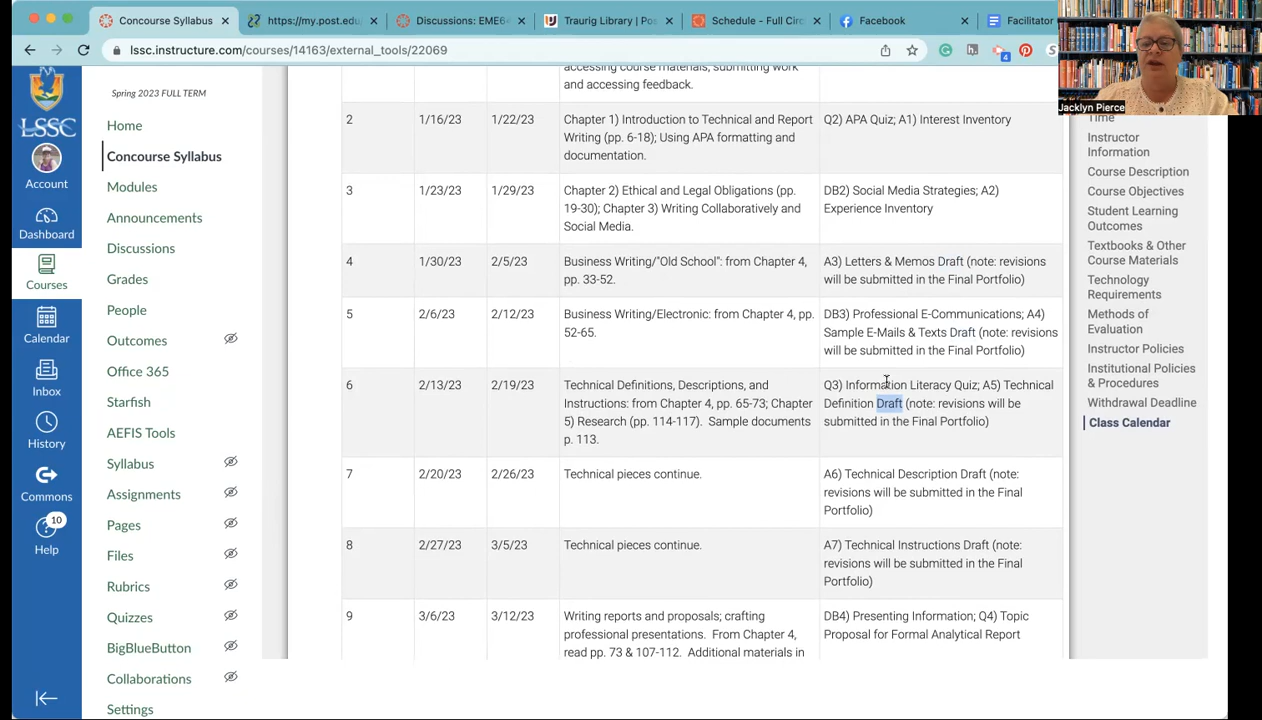 Concourse Syllabus
https://my.post.edu
Discussions: EME6
Traurig Library | Po
Schedule - Full Circ
Facebook
Facilitator
lssc.instructure.com/courses/14163/external_tools/22069
4
Jacklyn Pierce
LSSC
Account
Dashboard
Courses
Calendar
Inbox
History
Commons
10
Help
Spring 2023 FULL TERM
Home
Concourse Syllabus
Modules
Announcements
Discussions
Grades
People
Outcomes
Office 365
Starfish
AEFIS Tools
Syllabus
Assignments
Pages
Files
Rubrics
Quizzes
BigBlueButton
Collaborations
Settings
accessing course materials, submitting work
and accessing feedback.
2
1/16/23
1/22/23
Chapter 1) Introduction to Technical and Report
Writing (pp. 6-18); Using APA formatting and
documentation.
Q2) APA Quiz; A1) Interest Inventory
3
1/23/23
1/29/23
Chapter 2) Ethical and Legal Obligations (pp.
19-30); Chapter 3) Writing Collaboratively and
Social Media.
DB2) Social Media Strategies; A2)
Experience Inventory
4
1/30/23
2/5/23
Business Writing/"Old School": from Chapter 4,
pp. 33-52.
A3) Letters & Memos Draft (note: revisions
will be submitted in the Final Portfolio)
5
2/6/23
2/12/23
Business Writing/Electronic: from Chapter 4, pp.
52-65.
DB3) Professional E-Communications; A4)
Sample E-Mails & Texts Draft (note: revisions
will be submitted in the Final Portfolio)
6
2/13/23
2/19/23
Technical Definitions, Descriptions, and
Instructions: from Chapter 4, pp. 65-73; Chapter
5) Research (pp. 114-117). Sample documents
p. 113.
Q3) Information Literacy Quiz; A5) Technical
Definition Draft (note: revisions will be
submitted in the Final Portfolio)
7
2/20/23
2/26/23
Technical pieces continue.
A6) Technical Description Draft (note:
revisions will be submitted in the Final
Portfolio)
8
2/27/23
3/5/23
Technical pieces continue.
A7) Technical Instructions Draft (note:
revisions will be submitted in the Final
Portfolio)
9
3/6/23
3/12/23
Writing reports and proposals; crafting
professional presentations. From Chapter 4,
read pp. 73 & 107-112. Additional materials in
DB4) Presenting Information; Q4) Topic
Proposal for Formal Analytical Report
Time
Instructor
Information
Course Description
Course Objectives
Student Learning
Outcomes
Textbooks & Other
Course Materials
Technology
Requirements
Methods of
Evaluation
Instructor Policies
Institutional Policies
& Procedures
Withdrawal Deadline
Class Calendar